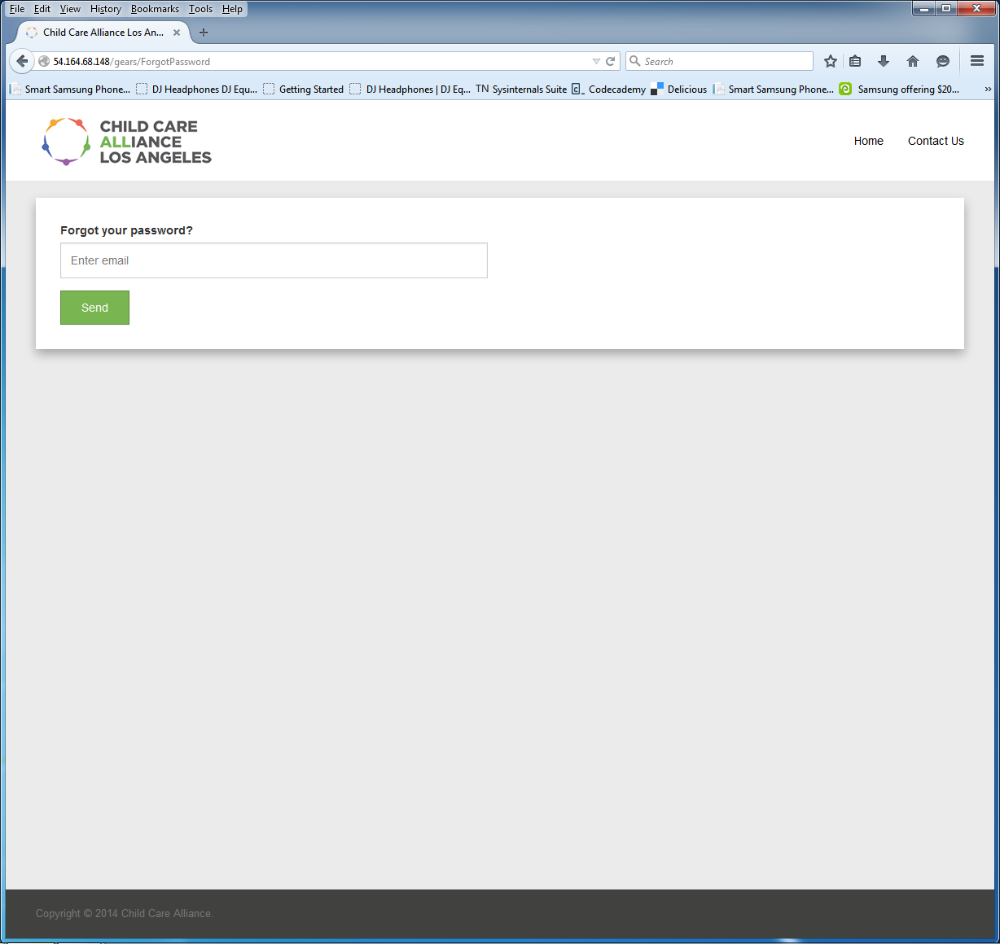 File Edit View History Bookmarks Tools Help
Child Care Alliance Los An...
54.164.68.148/gears/ForgotPassword Search
Smart Samsung Phone... DJ Headphones DJ Equ... Getting Started DJ Headphones | DJ Eq... TN Sysinternals Suite Codecademy Delicious Smart Samsung Phone... Samsung offering $20... »
CHILD CARE
ALLIANCE
LOS ANGELES
Home Contact Us
Forgot your password?
Enter email
Send
Copyright © 2014 Child Care Alliance.